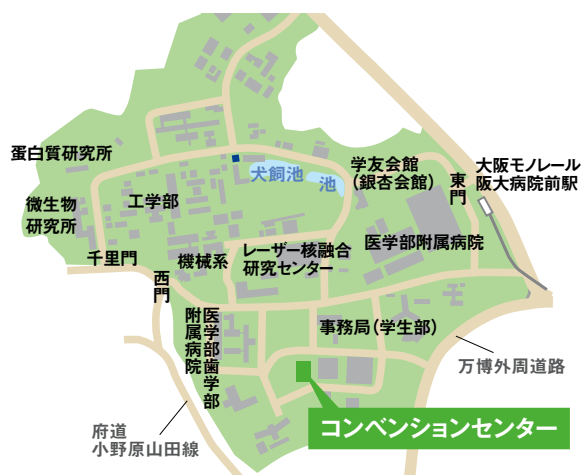 蛋白質研究所
微生物
研究所
工学部
犬飼池
池
学友会館
(銀杏会館)
東門
大阪モノレール
阪大病院前駅
千里門
西門
機械系
レーザー核融合
研究センター
医学部附属病院
医学部歯学部
附属病院
事務局(学生部)
万博外周道路
コンベンションセンター
府道
小野原山田線